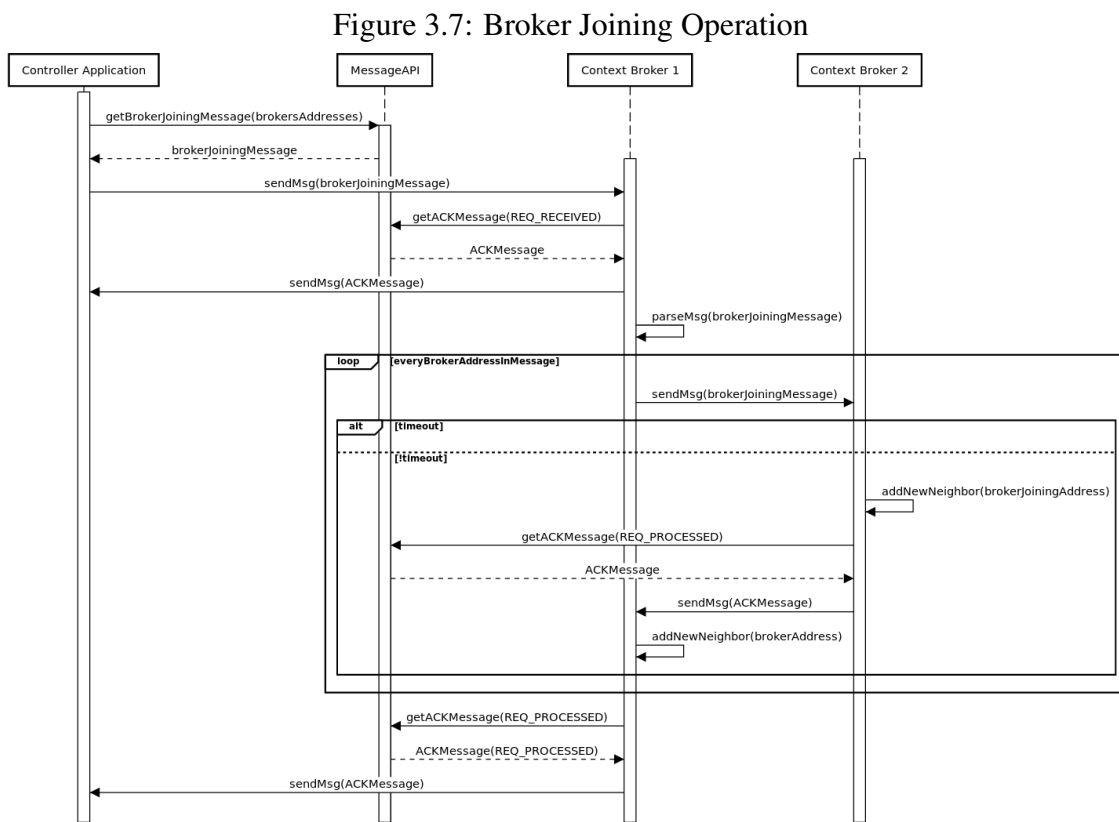 Figure 3.7: Broker Joining Operation
Controller Application
MessageAPI
Context Broker 1
Context Broker 2
getBrokerJoiningMessage(brokersAddresses)
brokerJoiningMessage
sendMsg(brokerJoiningMessage)
getACKMessage(REQ_RECEIVED)
ACKMessage
sendMsg(ACKMessage)
parseMsg(brokerJoiningMessage)
loop
[everyBrokerAddressInMessage]
sendMsg(brokerJoiningMessage)
alt
[timeout]
[!timeout]
addNewNeighbor(brokerJoiningAddress)
getACKMessage(REQ_PROCESSED)
ACKMessage
sendMsg(ACKMessage)
addNewNeighbor(brokerAddress)
getACKMessage(REQ_PROCESSED)
ACKMessage(REQ_PROCESSED)
sendMsg(ACKMessage)